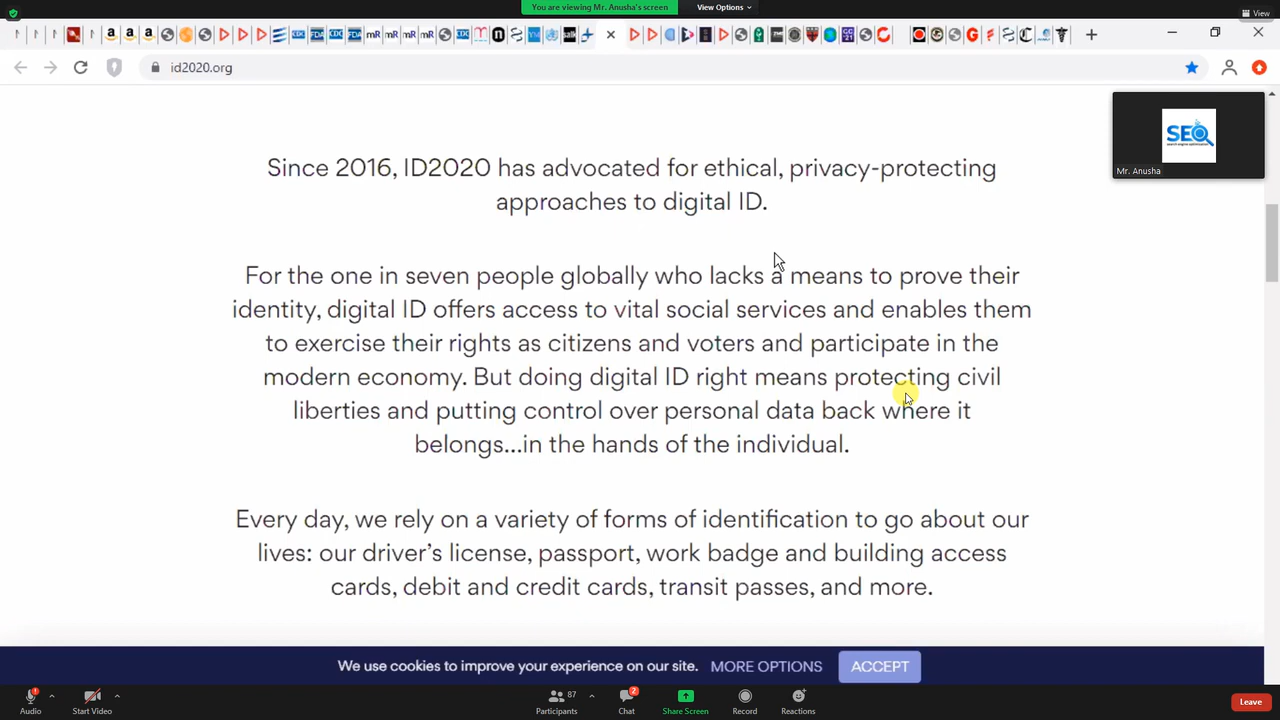 You are viewing Mr. Anusha's screen
View Options
View
id2020.org
SEO
Mr. Anusha
Since 2016, ID2020 has advocated for ethical, privacy-protecting
approaches to digital ID.
For the one in seven people globally who lacks a means to prove their
identity, digital ID offers access to vital social services and enables them
to exercise their rights as citizens and voters and participate in the
modern economy. But doing digital ID right means protecting civil
liberties and putting control over personal data back where it
belongs...in the hands of the individual.
Every day, we rely on a variety of forms of identification to go about our
lives: our driver's license, passport, work badge and building access
cards, debit and credit cards, transit passes, and more.
We use cookies to improve your experience on our site. MORE OPTIONS ACCEPT
87
2
Audio
Start Video
Participants
Chat
Share Screen
Record
Reactions
Leave